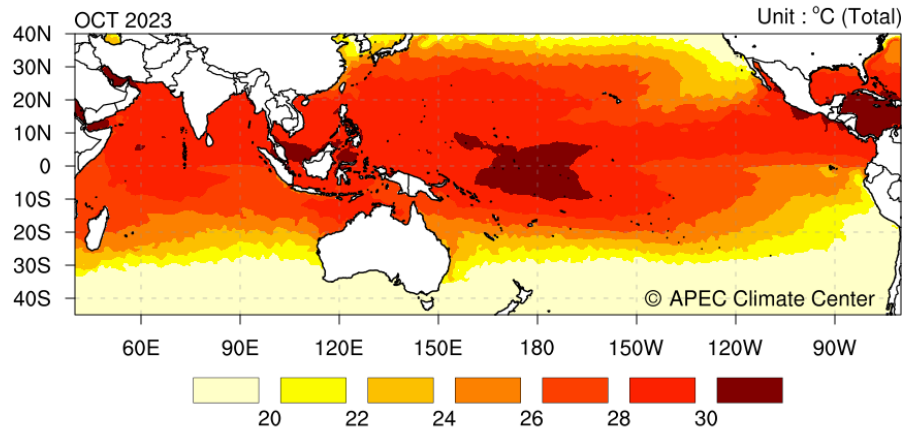 OCT 2023
Unit : °C (Total)
40N
30N
20N
10N
0
10S
20S
30S
40S
© APEC Climate Center
60E 90E 120E 150E 180 150W 120W 90W
20 22 24 26 28 30